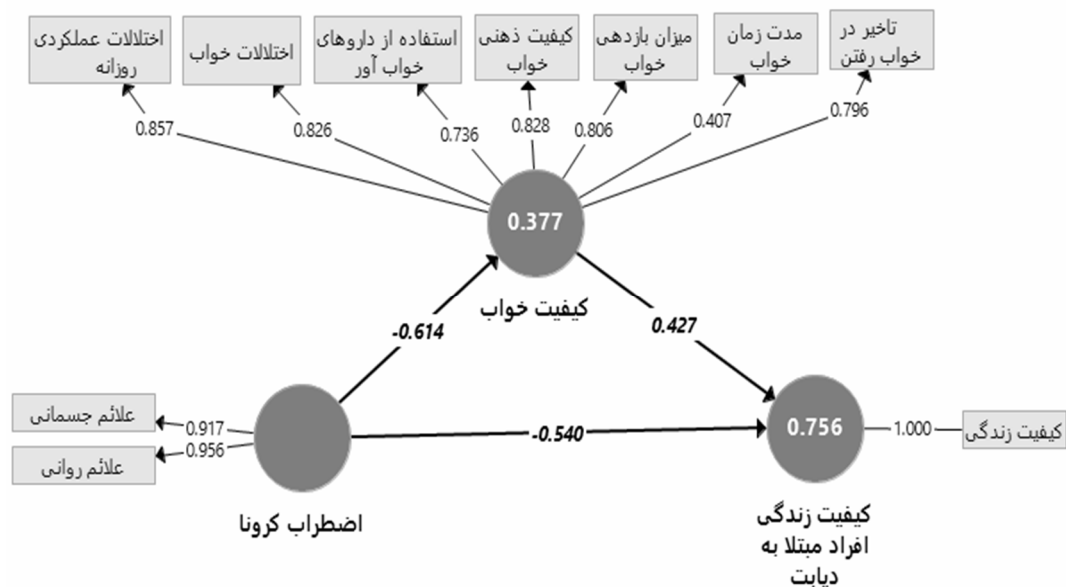 اختلالات عملکردی
روزانه
اختلالات خواب
استفاده از داروهای
خواب آور
کیفیت ذهنی
خواب
میزان بازدهی
خواب
مدت زمان
خواب
تاخیر در
خواب رفتن
0.857
0.826
0.736
0.828
0.806
0.407
0.796
0.377
کیفیت خواب
-0.614
0.427
علائم جسمانی
0.917
علائم روانی
0.956
-0.540
0.756
1.000
کیفیت زندگی
اضطراب کرونا
کیفیت زندگی
افراد مبتلا به
دیابت